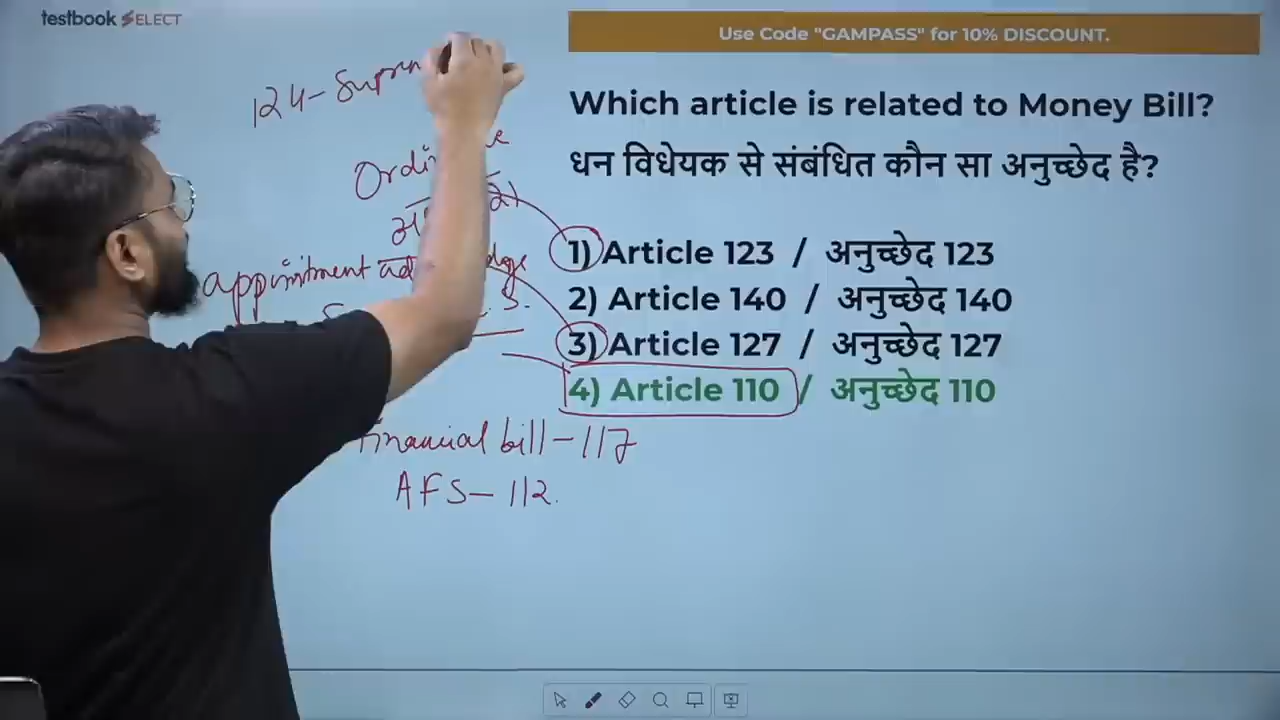 testbook SELECT
Use Code "GAMPASS" for 10% DISCOUNT.
124-Supr
Which article is related to Money Bill?
धन विधेयक से संबंधित कौन सा अनुच्छेद है?
1) Article 123 / अनुच्छेद 123
appointment
2) Article 140 / अनुच्छेद 140
3) Article 127 / अनुच्छेद 127
4) Article 110 / अनुच्छेद 110
Financial bill-117
AFS-112.